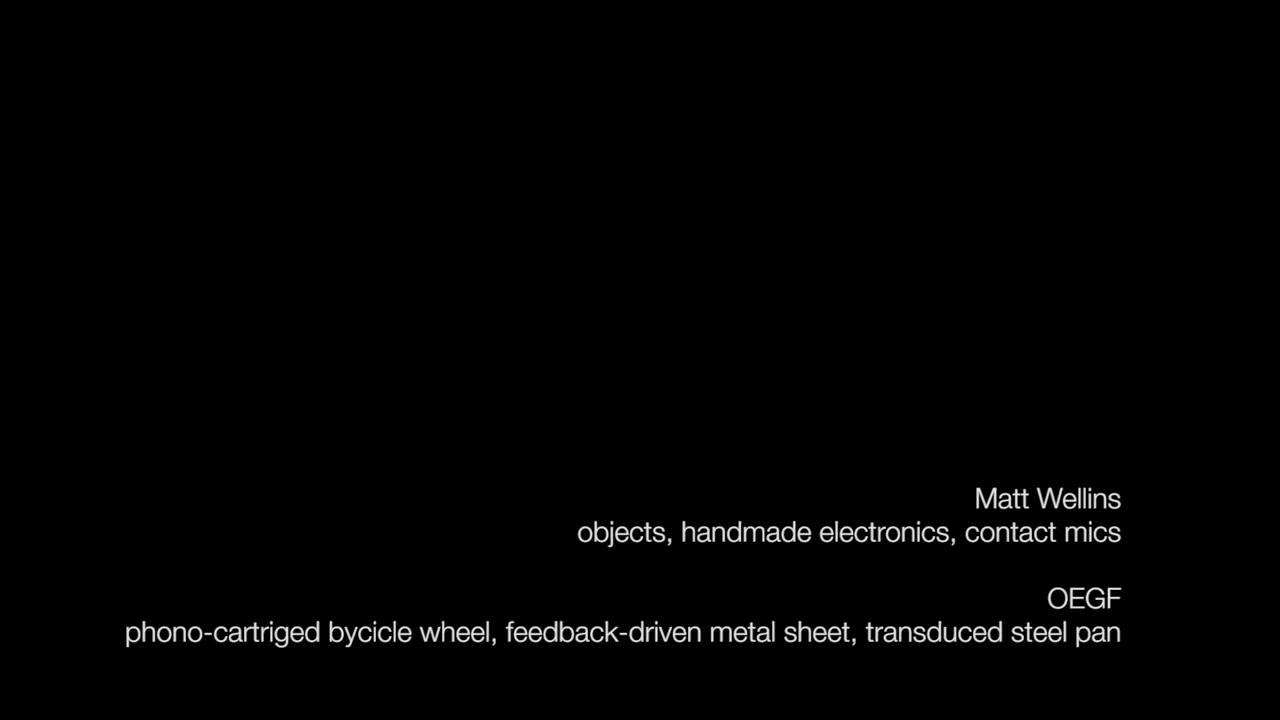 Matt Wellins
objects, handmade electronics, contact mics
OEGF
phono-cartriged bycicle wheel, feedback-driven metal sheet, transduced steel pan